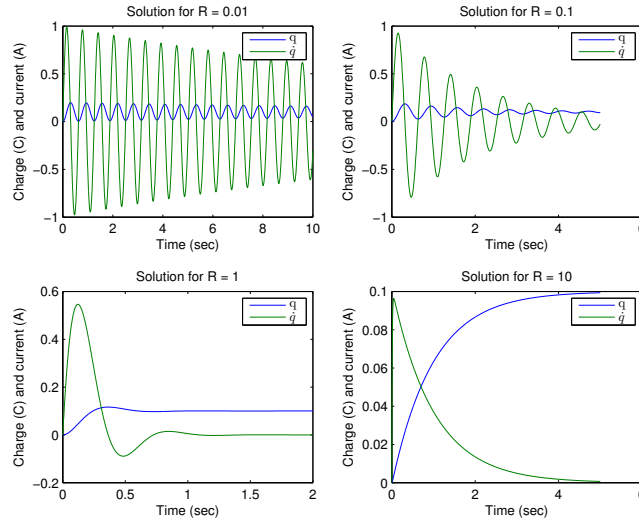 Solution for R = 0.01
Charge (C) and current (A)
1
0.5
0
−0.5
−1
0 2 4 6 8 10
Time (sec)
q
q̇
Solution for R = 0.1
Charge (C) and current (A)
1
0.5
0
−0.5
−1
0 2 4 6
Time (sec)
q
q̇
Solution for R = 1
Charge (C) and current (A)
0.6
0.4
0.2
0
−0.2
0 0.5 1 1.5 2
Time (sec)
q
q̇
Solution for R = 10
Charge (C) and current (A)
0.1
0.08
0.06
0.04
0.02
0
0 2 4 6
Time (sec)
q
q̇